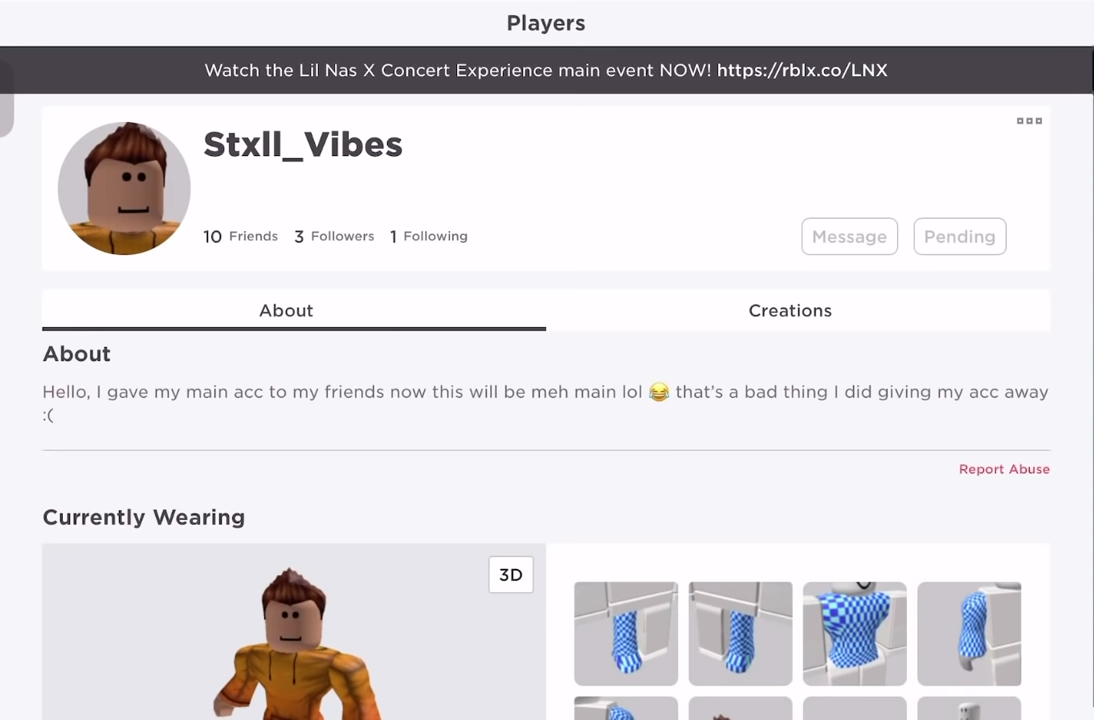 Players
Watch the Lil Nas X Concert Experience main event NOW! https://rblx.co/LNX
Stxll_Vibes
10 Friends 3 Followers 1 Following
Message Pending
About Creations
About
Hello, I gave my main acc to my friends now this will be meh main lol 😂 that's a bad thing I did giving my acc away
:(
Report Abuse
Currently Wearing
3D